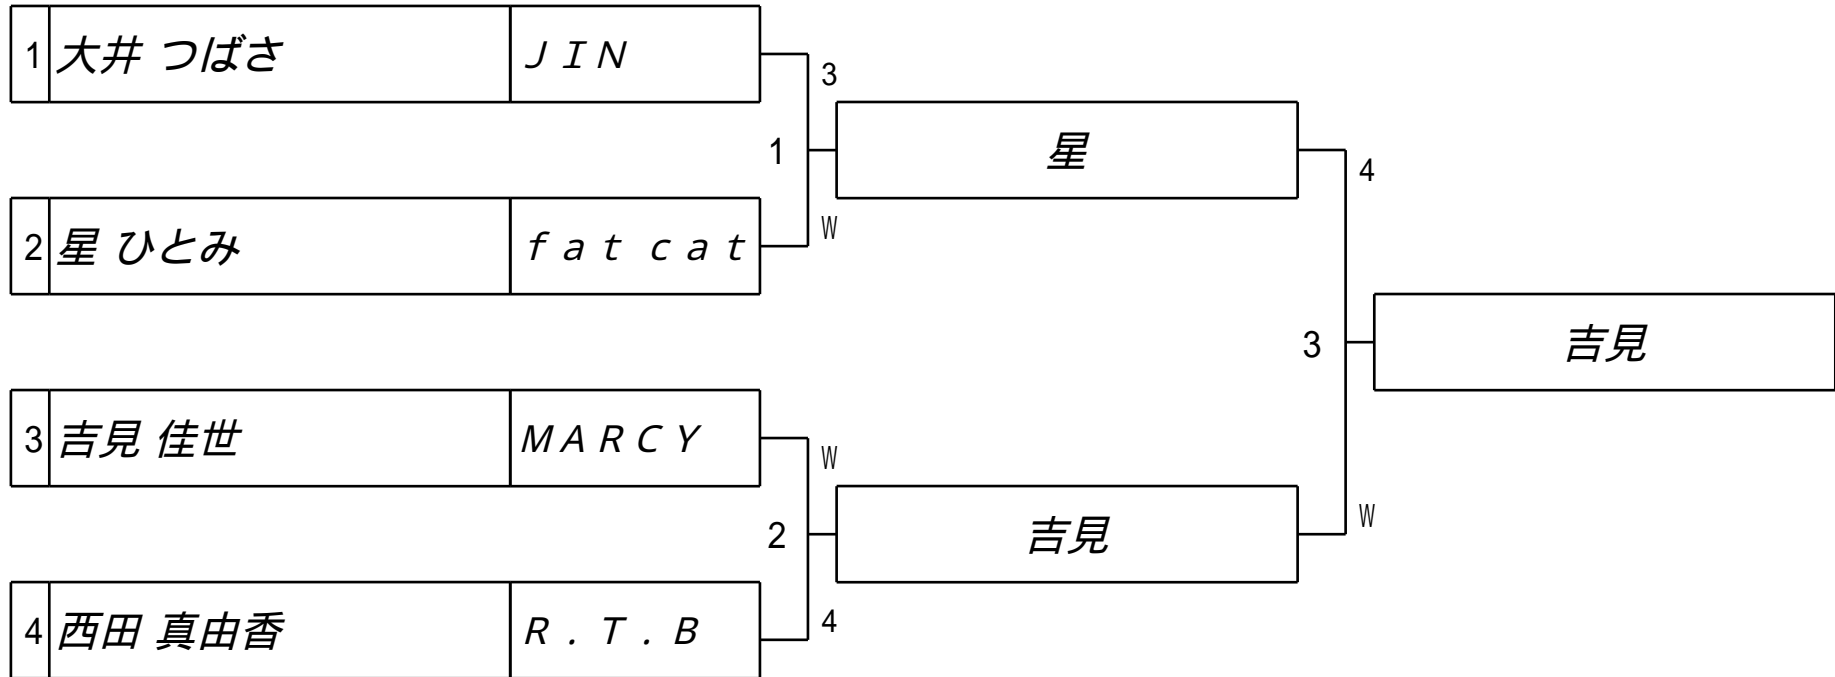 1 大井 つばさ ＪＩＮ
3
1
星
4
2 星 ひとみ ｆａｔ ｃａｔ
W
3
吉見
3 吉見 佳世 ＭＡＲＣＹ
W
2
吉見
W
4 西田 真由香 Ｒ．Ｔ．Ｂ
4